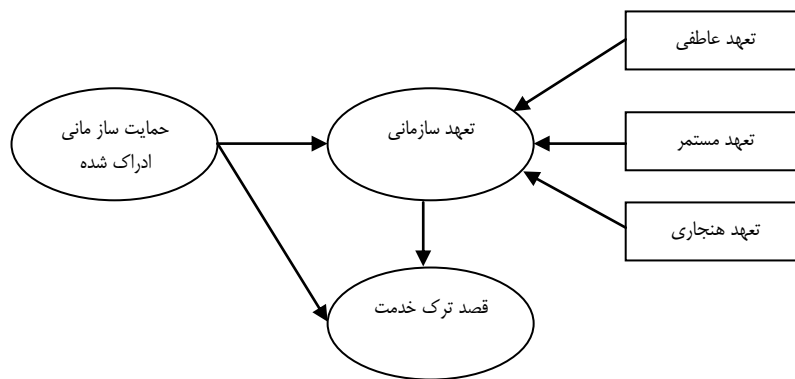 تعهد عاطفی
حمایت ساز مانی
ادراک شده
تعهد سازمانی
تعهد مستمر
تعهد هنجاری
قصد ترک خدمت